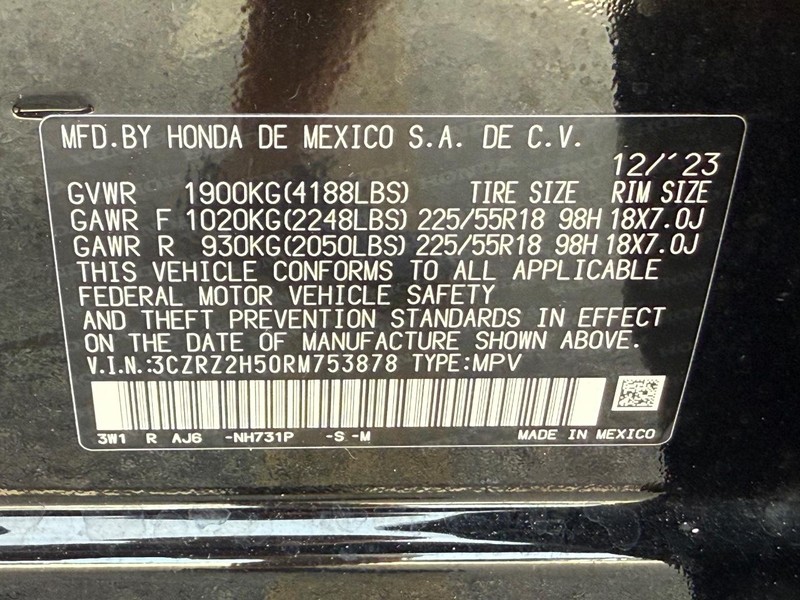 MFD.BY HONDA DE MEXICO S.A. DE C.V.
12/'23
GVWR 1900KG(4188LBS) TIRE SIZE RIM SIZE
GAWR F 1020KG(2248LBS) 225/55R18 98H 18X7.0J
GAWR R 930KG(2050LBS) 225/55R18 98H 18X7.0J
THIS VEHICLE CONFORMS TO ALL APPLICABLE
FEDERAL MOTOR VEHICLE SAFETY
AND THEFT PREVENTION STANDARDS IN EFFECT
ON THE DATE OF MANUFACTURE SHOWN ABOVE.
V.I.N.:3CZRZ2H50RM753878 TYPE:MPV
3W1 R AJ6 -NH731P -S -M MADE IN MEXICO